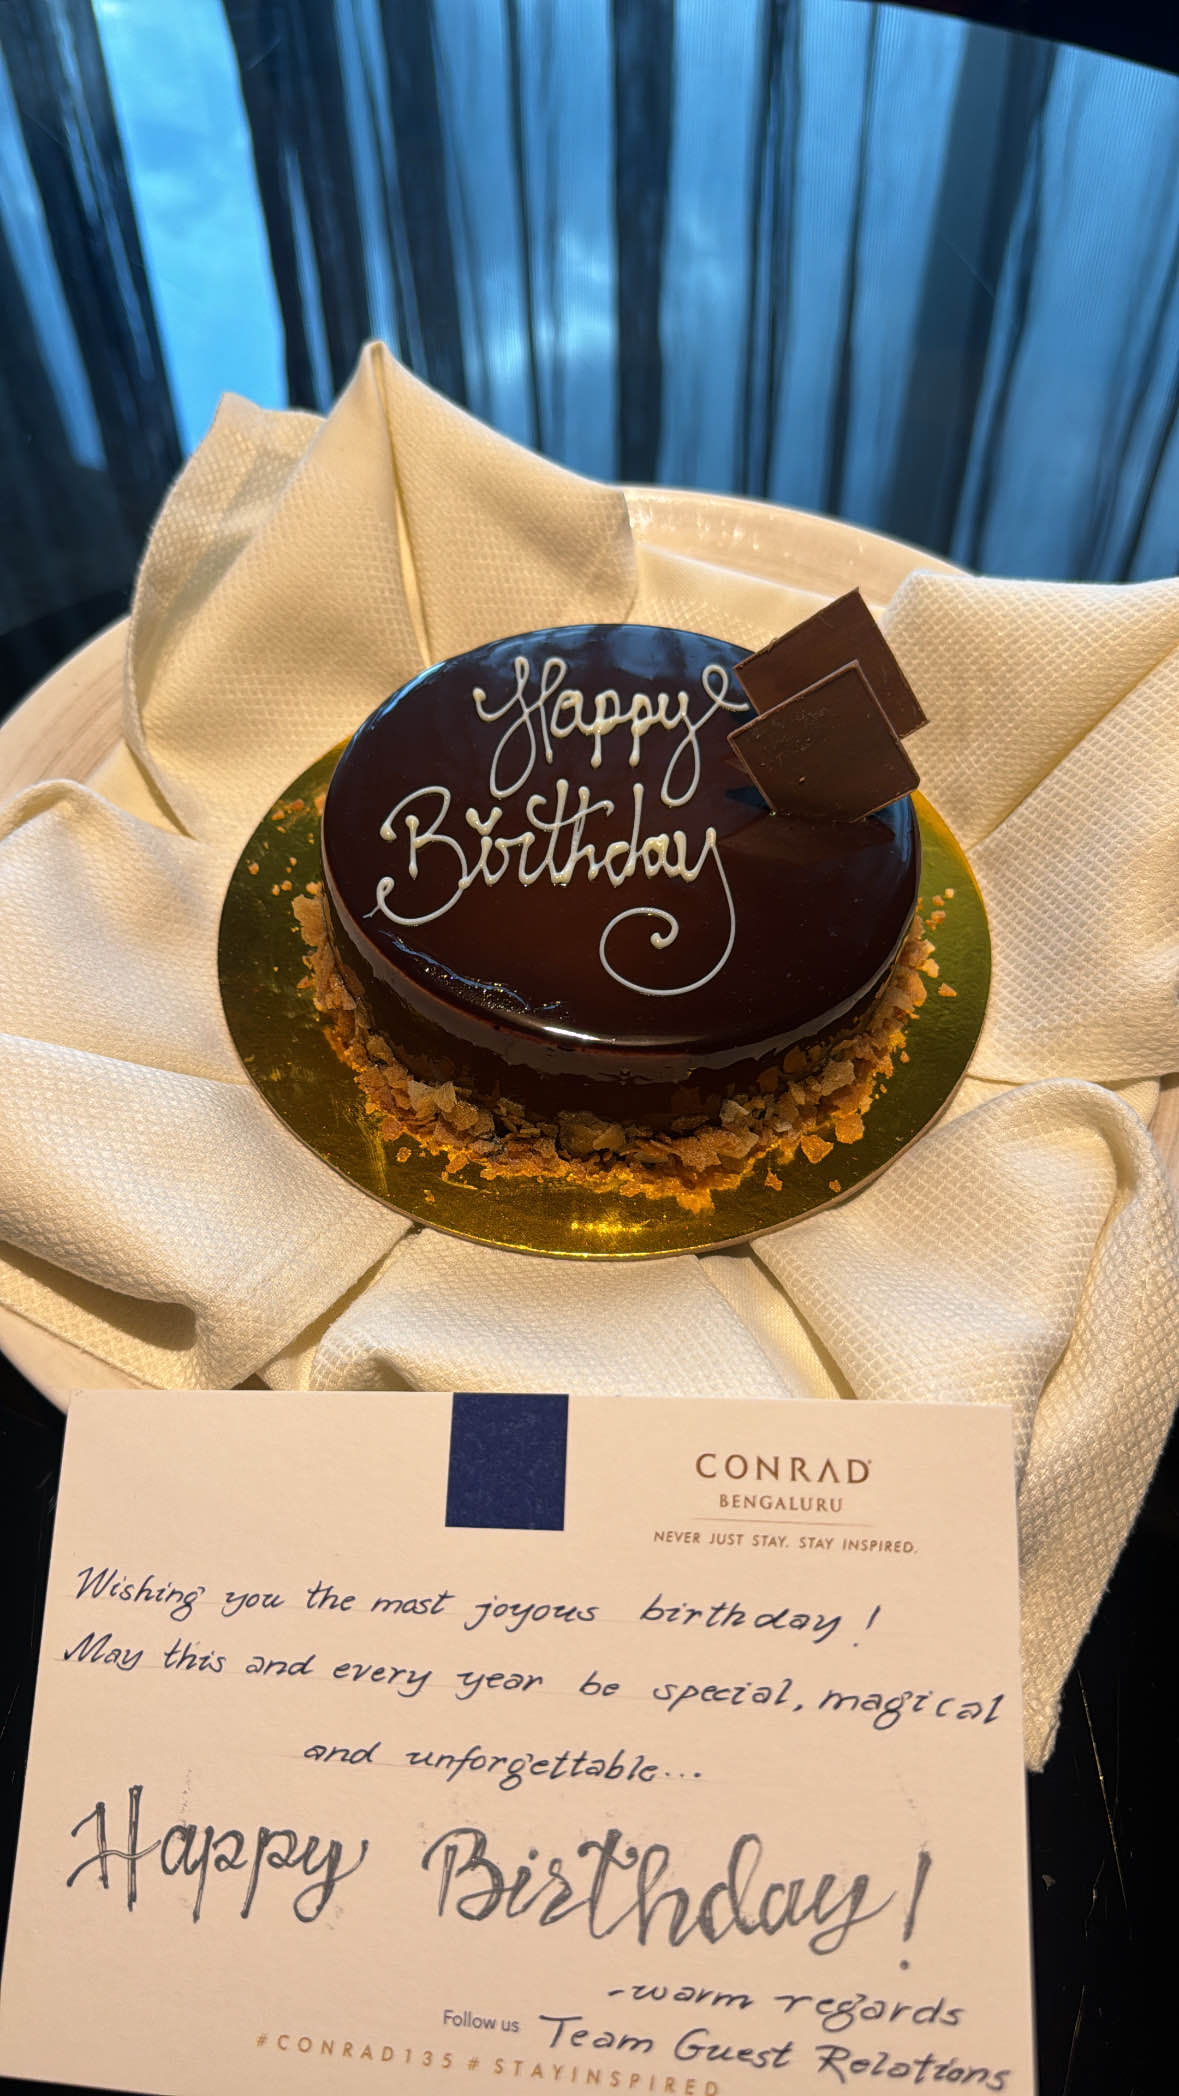 Happy
Birthday
CONRAD
BENGALURU
NEVER JUST STAY. STAY INSPIRED.
Wishing you the most joyous birthday!
May this and every year be special, magical
and unforgettable...
Happy Birthday!
-warm regards
Follow us Team Guest Relations
#CONRAD135 #STAYINSPIRED